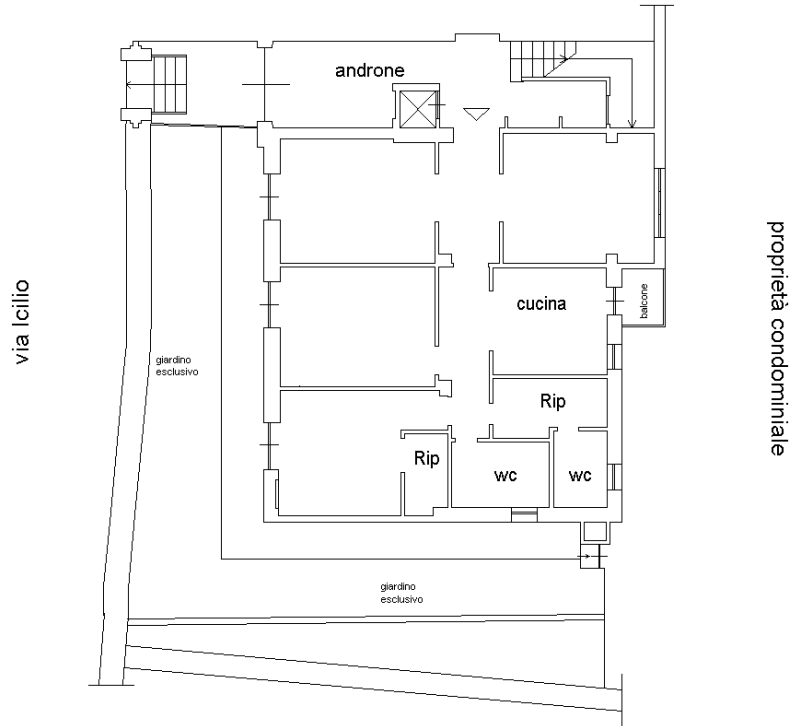 androne
via Icilio
proprietà condominiale
cucina
balcone
giardino
esclusivo
Rip
Rip
wc
wc
giardino
esclusivo